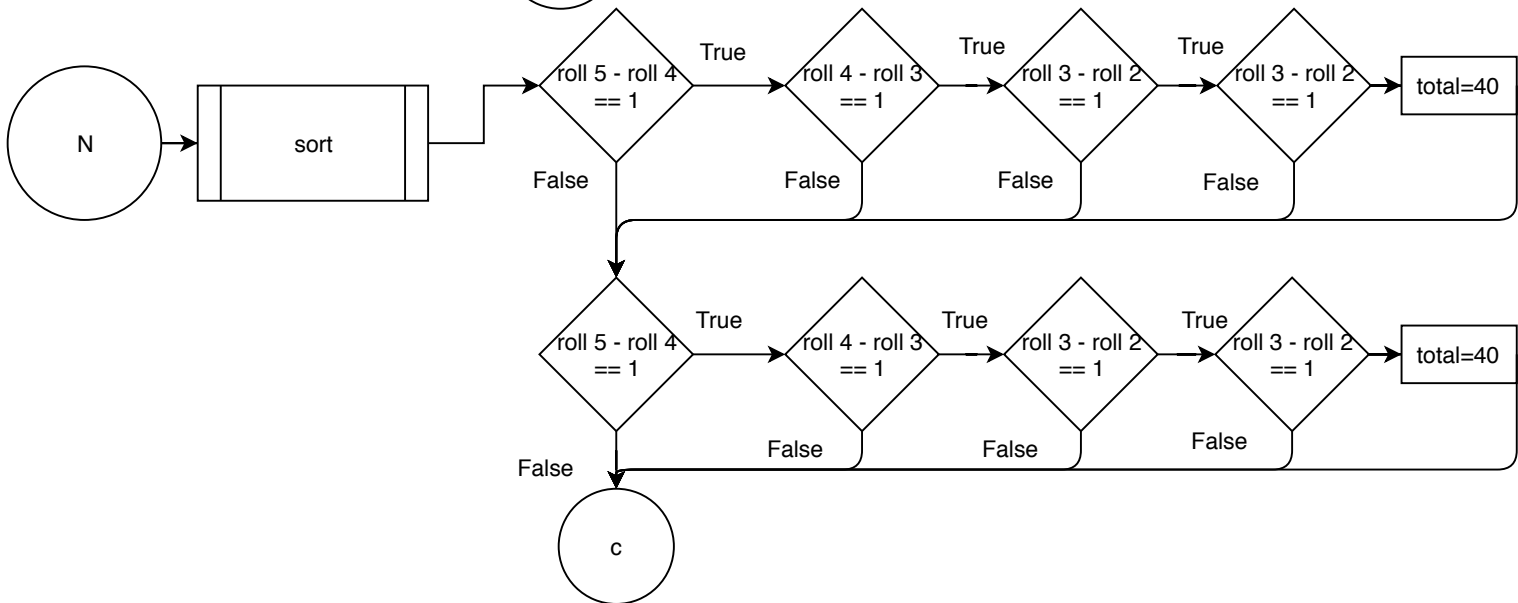 N
sort
roll 5 - roll 4
== 1
True
roll 4 - roll 3
== 1
True
roll 3 - roll 2
== 1
True
roll 3 - roll 2
== 1
total=40
False
False
False
False
roll 5 - roll 4
== 1
True
roll 4 - roll 3
== 1
True
roll 3 - roll 2
== 1
True
roll 3 - roll 2
== 1
total=40
False
False
False
False
c